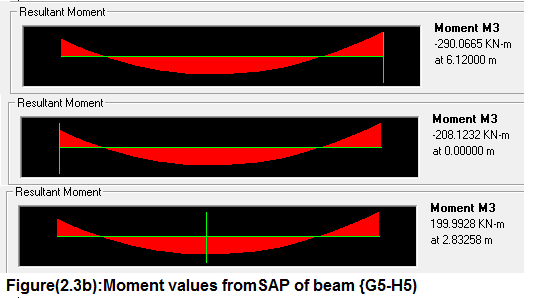 Resultant Moment
Moment M3
-290.0665 KN-m
at 6.12000 m
Resultant Moment
Moment M3
-208.1232 KN-m
at 0.00000 m
Resultant Moment
Moment M3
199.9928 KN-m
at 2.83258 m
Figure(2.3b):Moment values from SAP of beam {G5-H5)